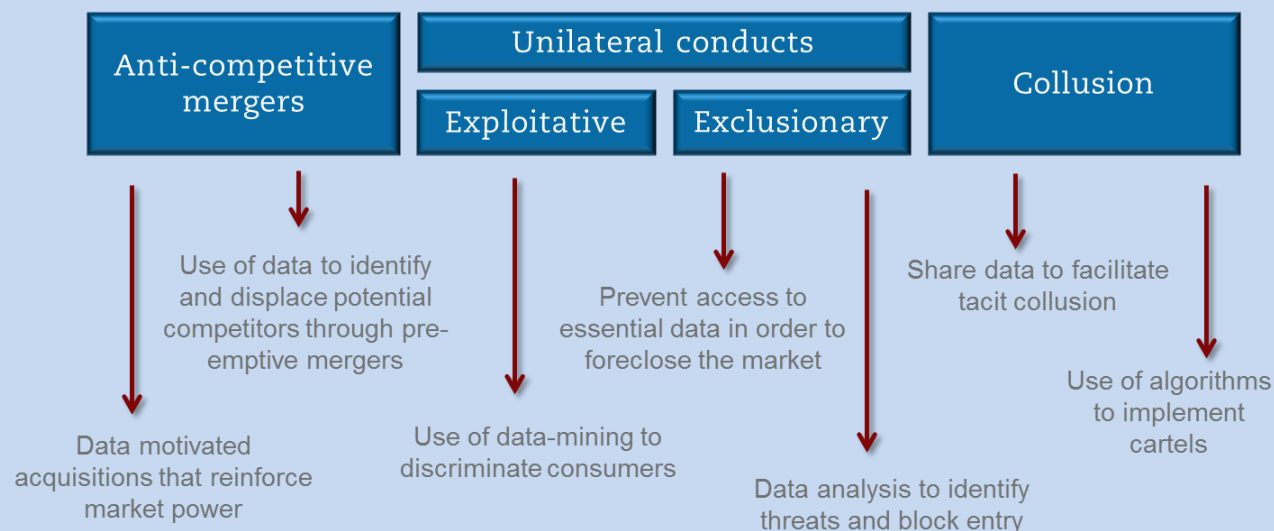 Anti-competitive
mergers
Unilateral conducts
Exploitative
Exclusionary
Collusion
Use of data to identify
and displace potential
competitors through pre-
emptive mergers
Data motivated
acquisitions that reinforce
market power
Use of data-mining to
discriminate consumers
Prevent access to
essential data in order to
foreclose the market
Data analysis to identify
threats and block entry
Share data to facilitate
tacit collusion
Use of algorithms
to implement
cartels